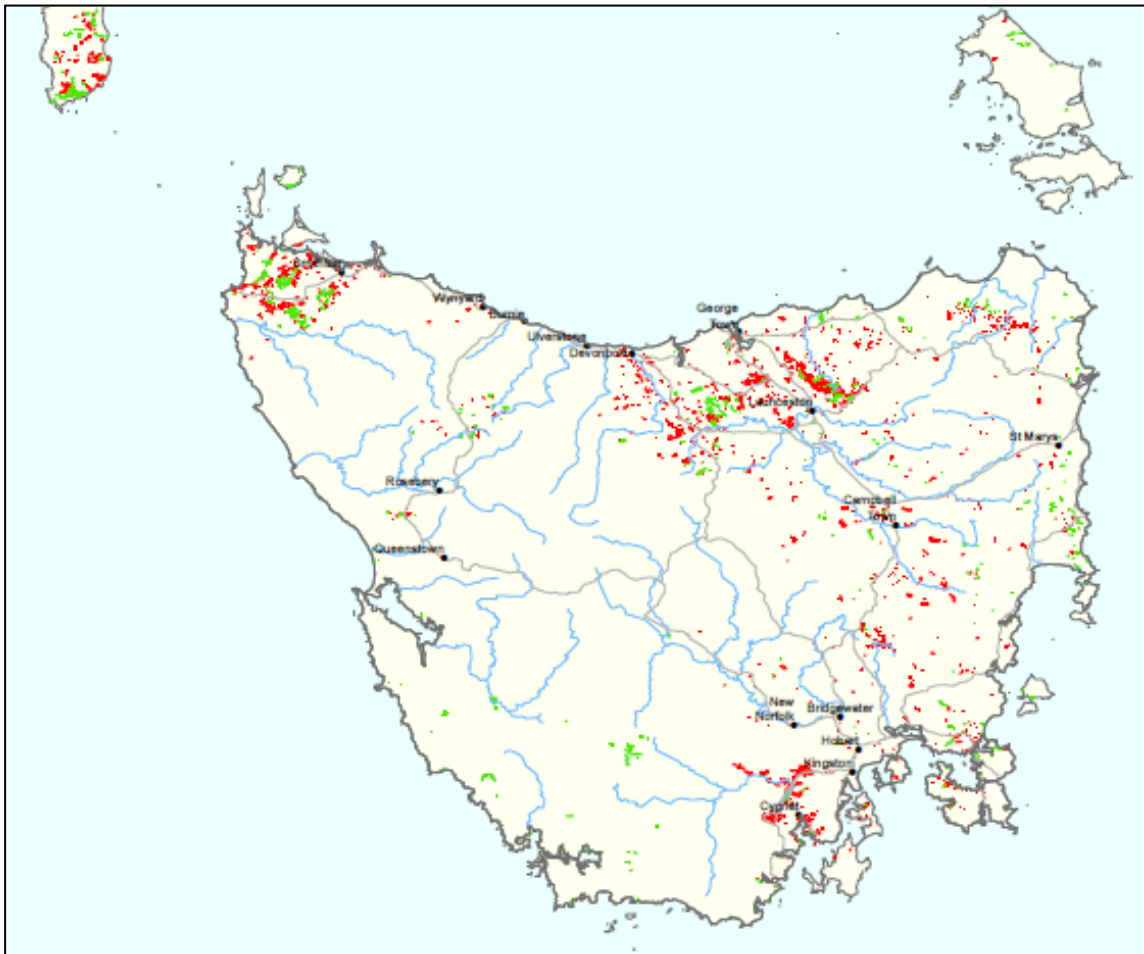 Wynyard
Burnie
Ulverstone
Devonport
George
Town
Launceston
St Marys
Rosebery
Campbell
Town
Queenstown
New
Norfolk
Bridgewater
Hobart
Kingston
Cygnet